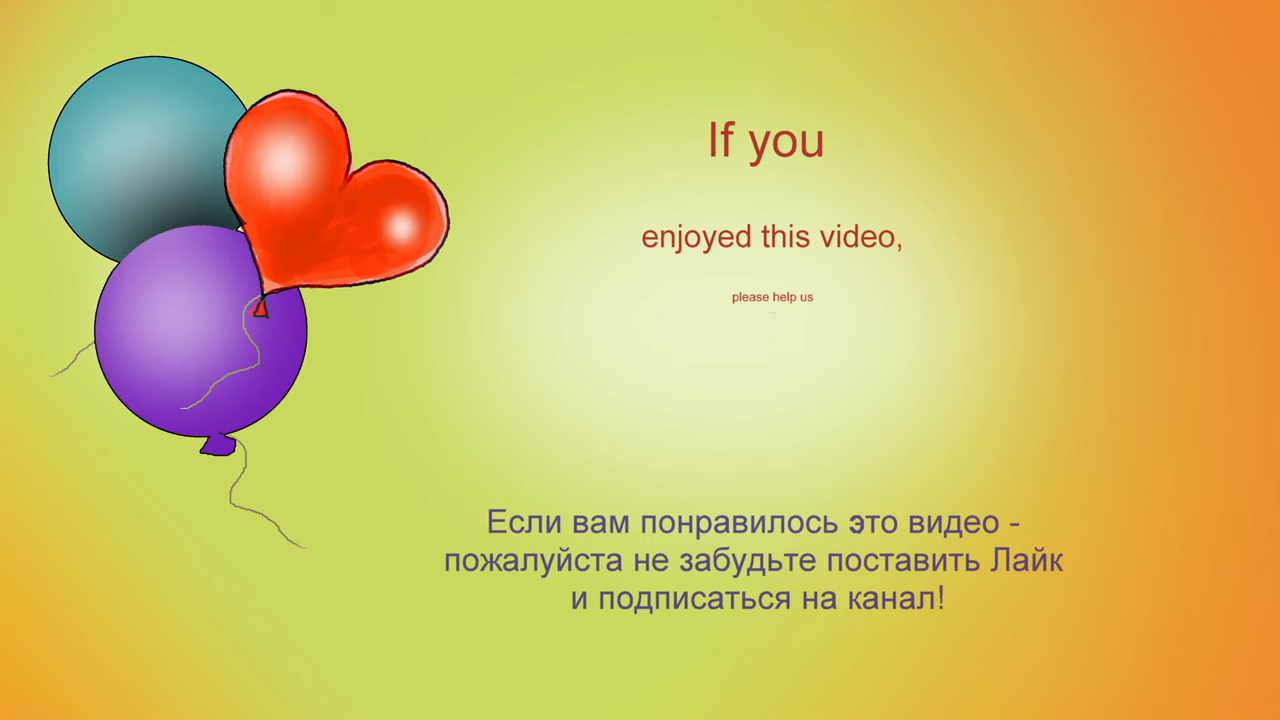 If you
enjoyed this video,
please help us
Если вам понравилось это видео -
пожалуйста не забудьте поставить Лайк
и подписаться на канал!